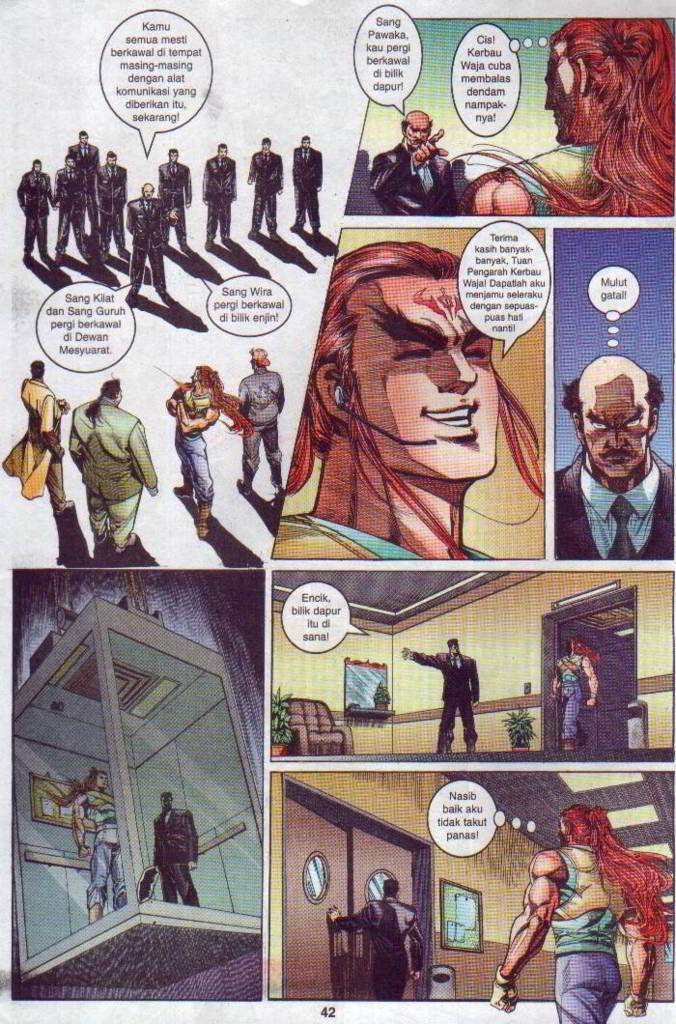 Kamu
semua mesti
berkawal di tempat
masing-masing
dengan alat
komunikasi yang
diberikan itu,
sekarang!
Sang Kilat
dan Sang Guruh
pergi berkawal di
Dewan
Mesyuarat.
Sang Wira
pergi berkawal
di bilik enjin!
Sang
Pawaka,
kau pergi
berkawal
di bilik
dapur!
Cis!
Kerbau
Waja cuba
membalas
dendam
nampak-
nya!
Terima
kasih banyak-
banyak, Tuan
Pengarah Kerbau
Waja! Dapatlah aku
menjamu seleraku
dengan sepuas-
puas hati
nanti!
Mulut
gatal!
Encik,
bilik dapur
itu di
sana!
Nasib
baik aku
tidak takut
panas!
42